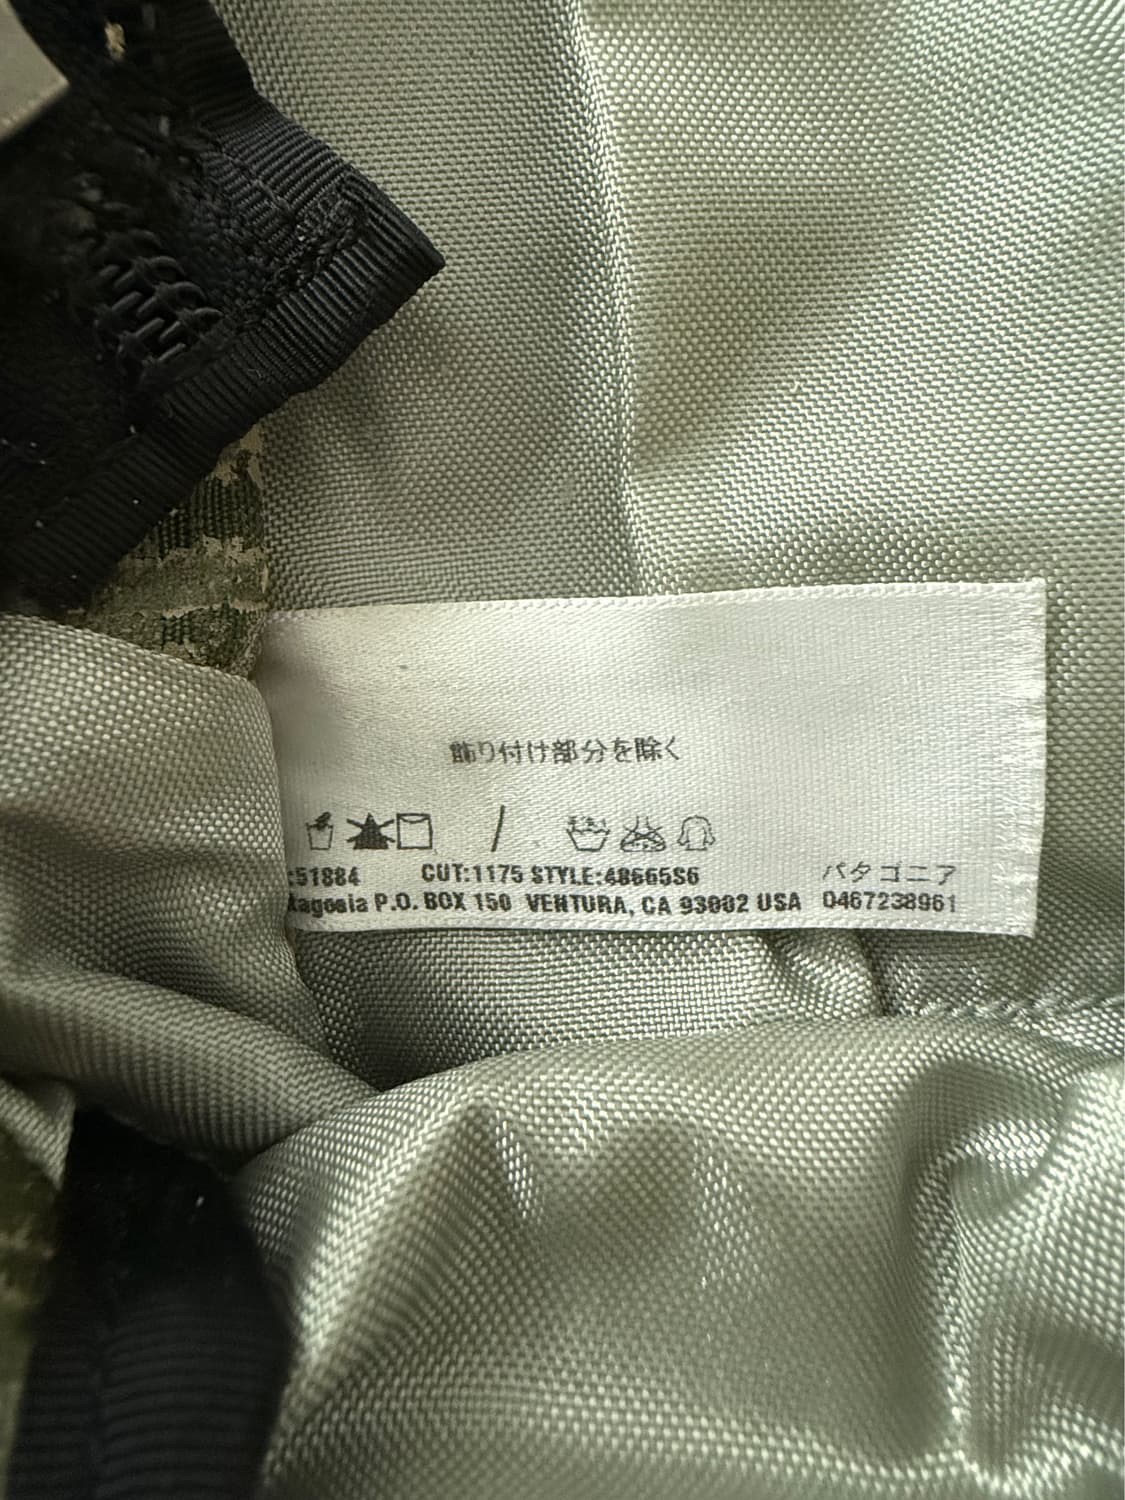 飾り付け部分を除く
:51884 CUT:1175 STYLE:48665S6 パタゴニア
tagonia P.O. BOX 150 VENTURA, CA 93002 USA 0467238961